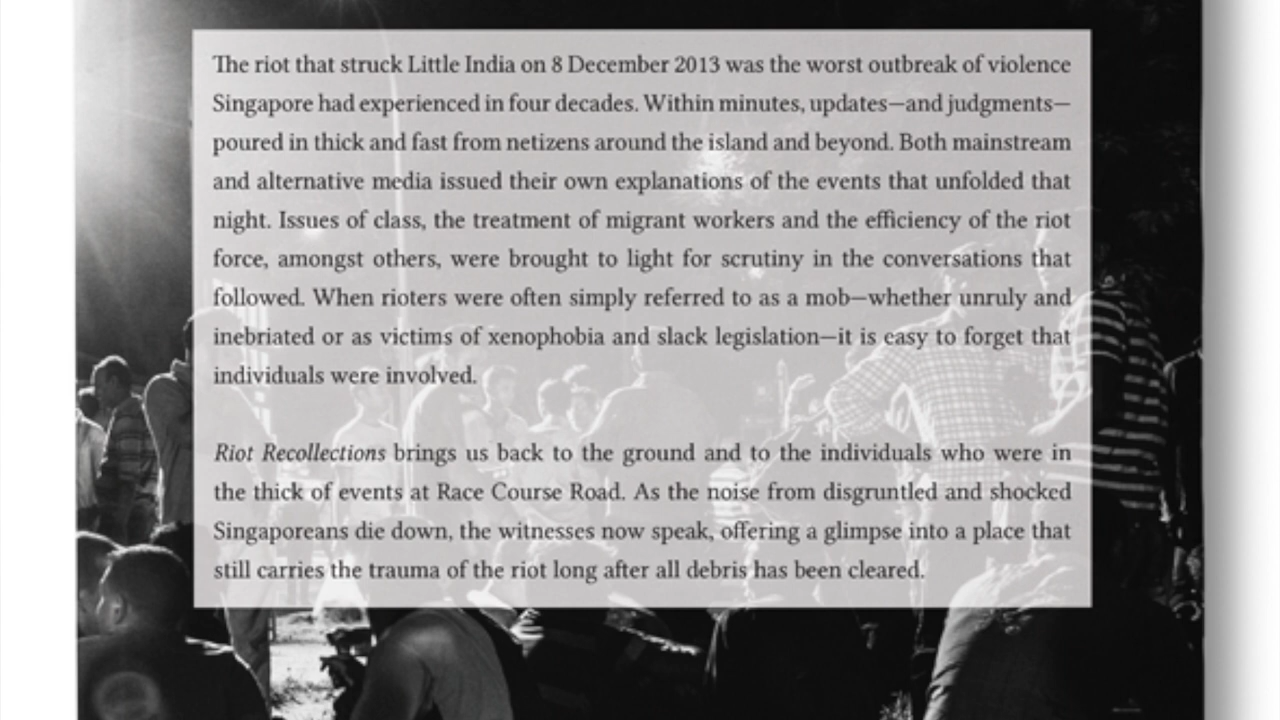 The riot that struck Little India on 8 December 2013 was the worst outbreak of violence
Singapore had experienced in four decades. Within minutes, updates—and judgments—
poured in thick and fast from netizens around the island and beyond. Both mainstream
and alternative media issued their own explanations of the events that unfolded that
night. Issues of class, the treatment of migrant workers and the efficiency of the riot
force, amongst others, were brought to light for scrutiny in the conversations that
followed. When rioters were often simply referred to as a mob—whether unruly and
inebriated or as victims of xenophobia and slack legislation—it is easy to forget that
individuals were involved.
Riot Recollections brings us back to the ground and to the individuals who were in
the thick of events at Race Course Road. As the noise from disgruntled and shocked
Singaporeans die down, the witnesses now speak, offering a glimpse into a place that
still carries the trauma of the riot long after all debris has been cleared.